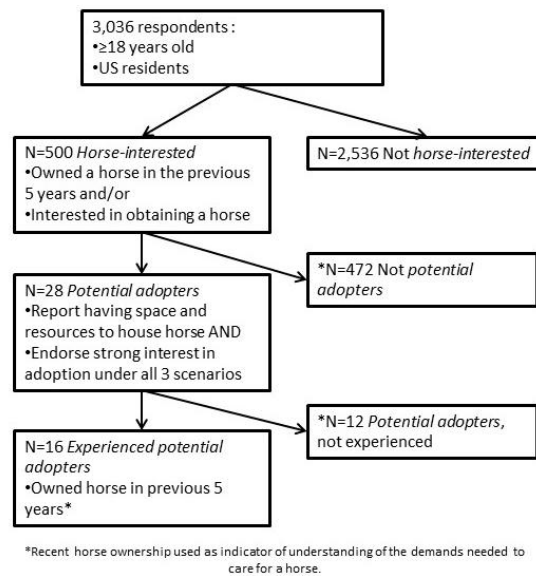 3,036 respondents :
•≥18 years old
•US residents
N=500 Horse-interested
•Owned a horse in the previous
5 years and/or
•Interested in obtaining a horse
N=2,536 Not horse-interested
N=28 Potential adopters
•Report having space and
resources to house horse AND
•Endorse strong interest in
adoption under all 3 scenarios
*N=472 Not potential
adopters
N=16 Experienced potential
adopters
•Owned horse in previous 5
years*
*N=12 Potential adopters,
not experienced
*Recent horse ownership used as indicator of understanding of the demands needed to
care for a horse.